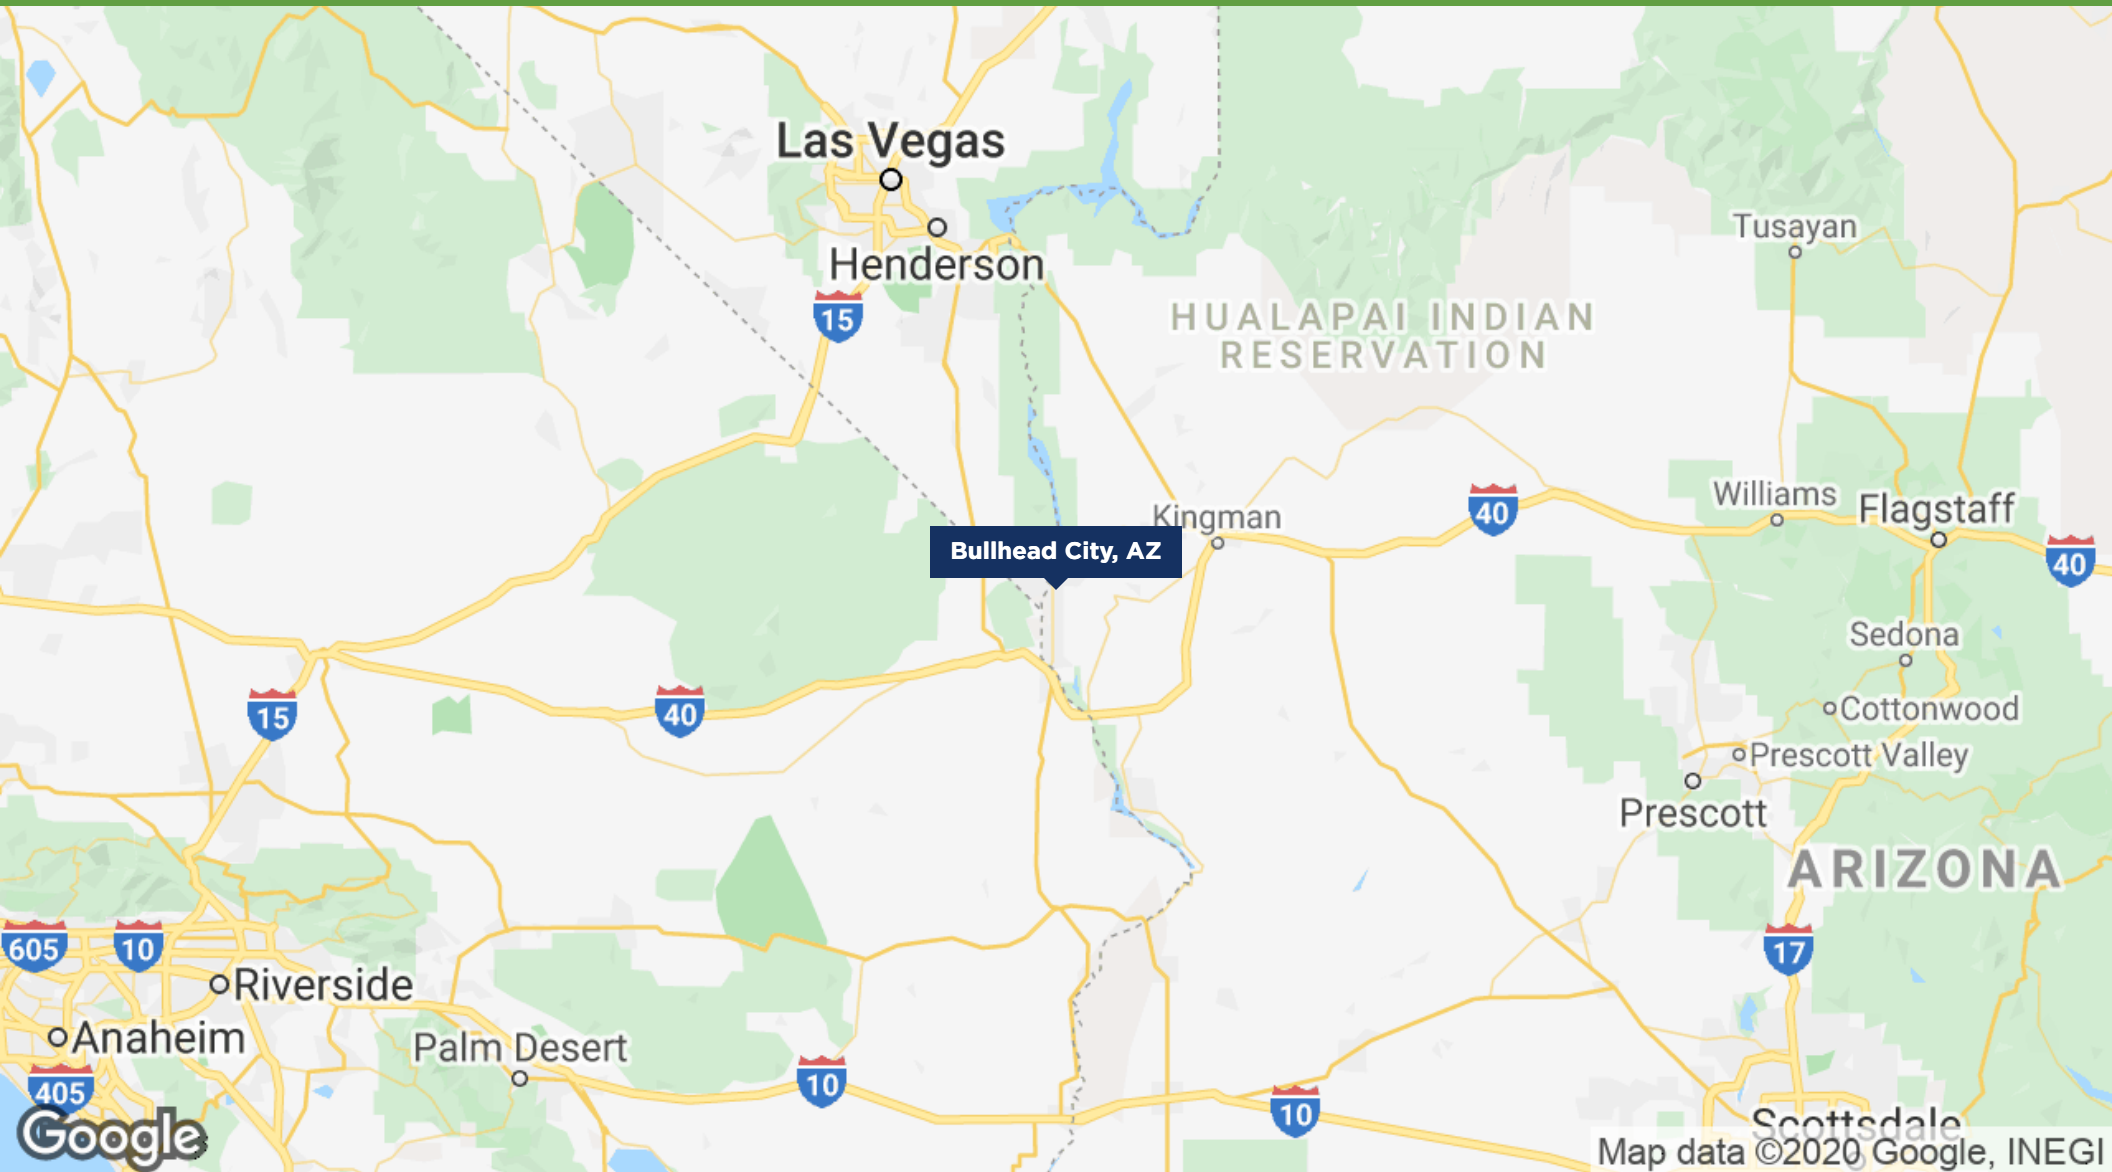 Las Vegas
Henderson
15
Tusayan
HUALAPAI INDIAN
RESERVATION
Kingman
40
Williams
Flagstaff
40
Bullhead City, AZ
Sedona
15
40
Cottonwood
Prescott Valley
Prescott
ARIZONA
605
10
17
Riverside
Anaheim
Palm Desert
405
10
10
Scottsdale
Google
Map data ©2020 Google, INEGI